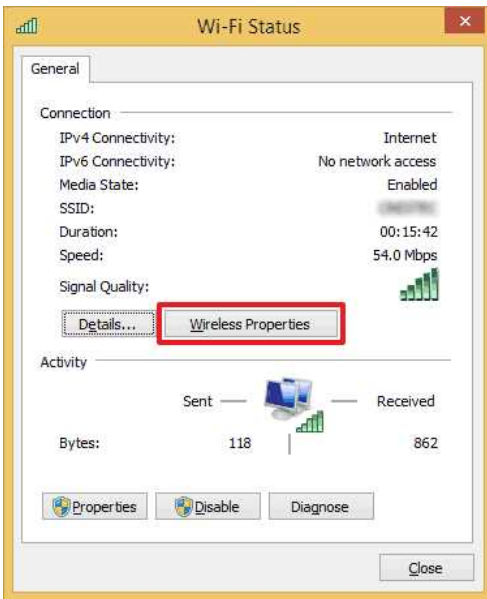 Wi-Fi Status
General
Connection
IPv4 Connectivity: Internet
IPv6 Connectivity: No network access
Media State: Enabled
SSID:
Duration: 00:15:42
Speed: 54.0 Mbps
Signal Quality:
Details... Wireless Properties
Activity
Sent Received
Bytes: 118 862
Properties Disable Diagnose
Close